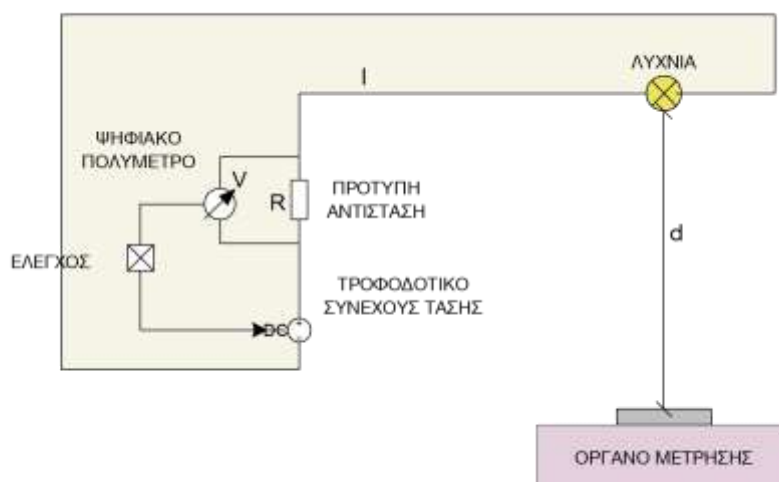 ΛΥΧΝΙΑ
I
ΨΗΦΙΑΚΟ
ΠΟΛΥΜΕΤΡΟ
V
R
ΠΡΟΤΥΠΗ
ΑΝΤΙΣΤΑΣΗ
d
ΕΛΕΓΧΟΣ
ΤΡΟΦΟΔΟΤΙΚΟ
ΣΥΝΕΧΟΥΣ ΤΑΣΗΣ
DC
ΟΡΓΑΝΟ ΜΕΤΡΗΣΗΣ